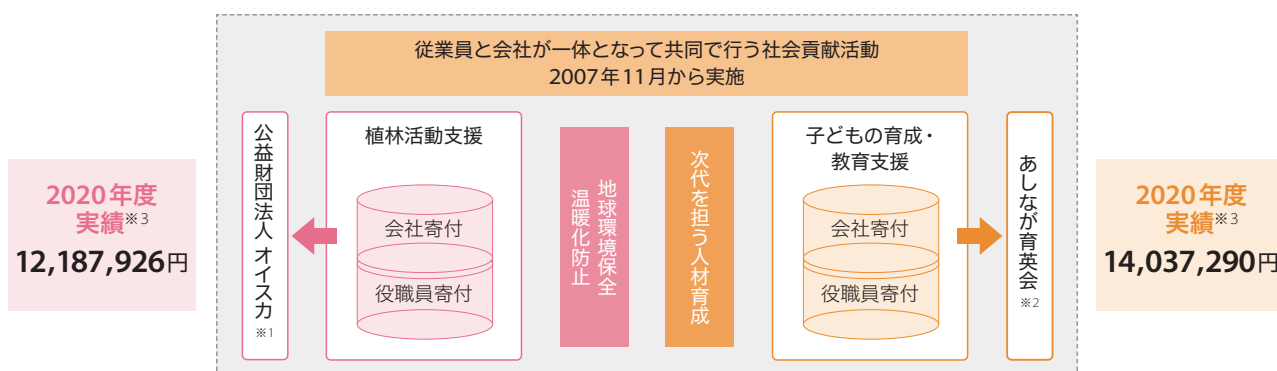 従業員と会社が一体となって共同で行う社会貢献活動
2007年11月から実施
2020年度
実績※3
12,187,926円
公益財団法人 オイスカ※1
植林活動支援
会社寄付
役職員寄付
地球環境保全
温暖化防止
次代を担う人材育成
子どもの育成・
教育支援
会社寄付
役職員寄付
あしなが育英会※2
2020年度
実績※3
14,037,290円